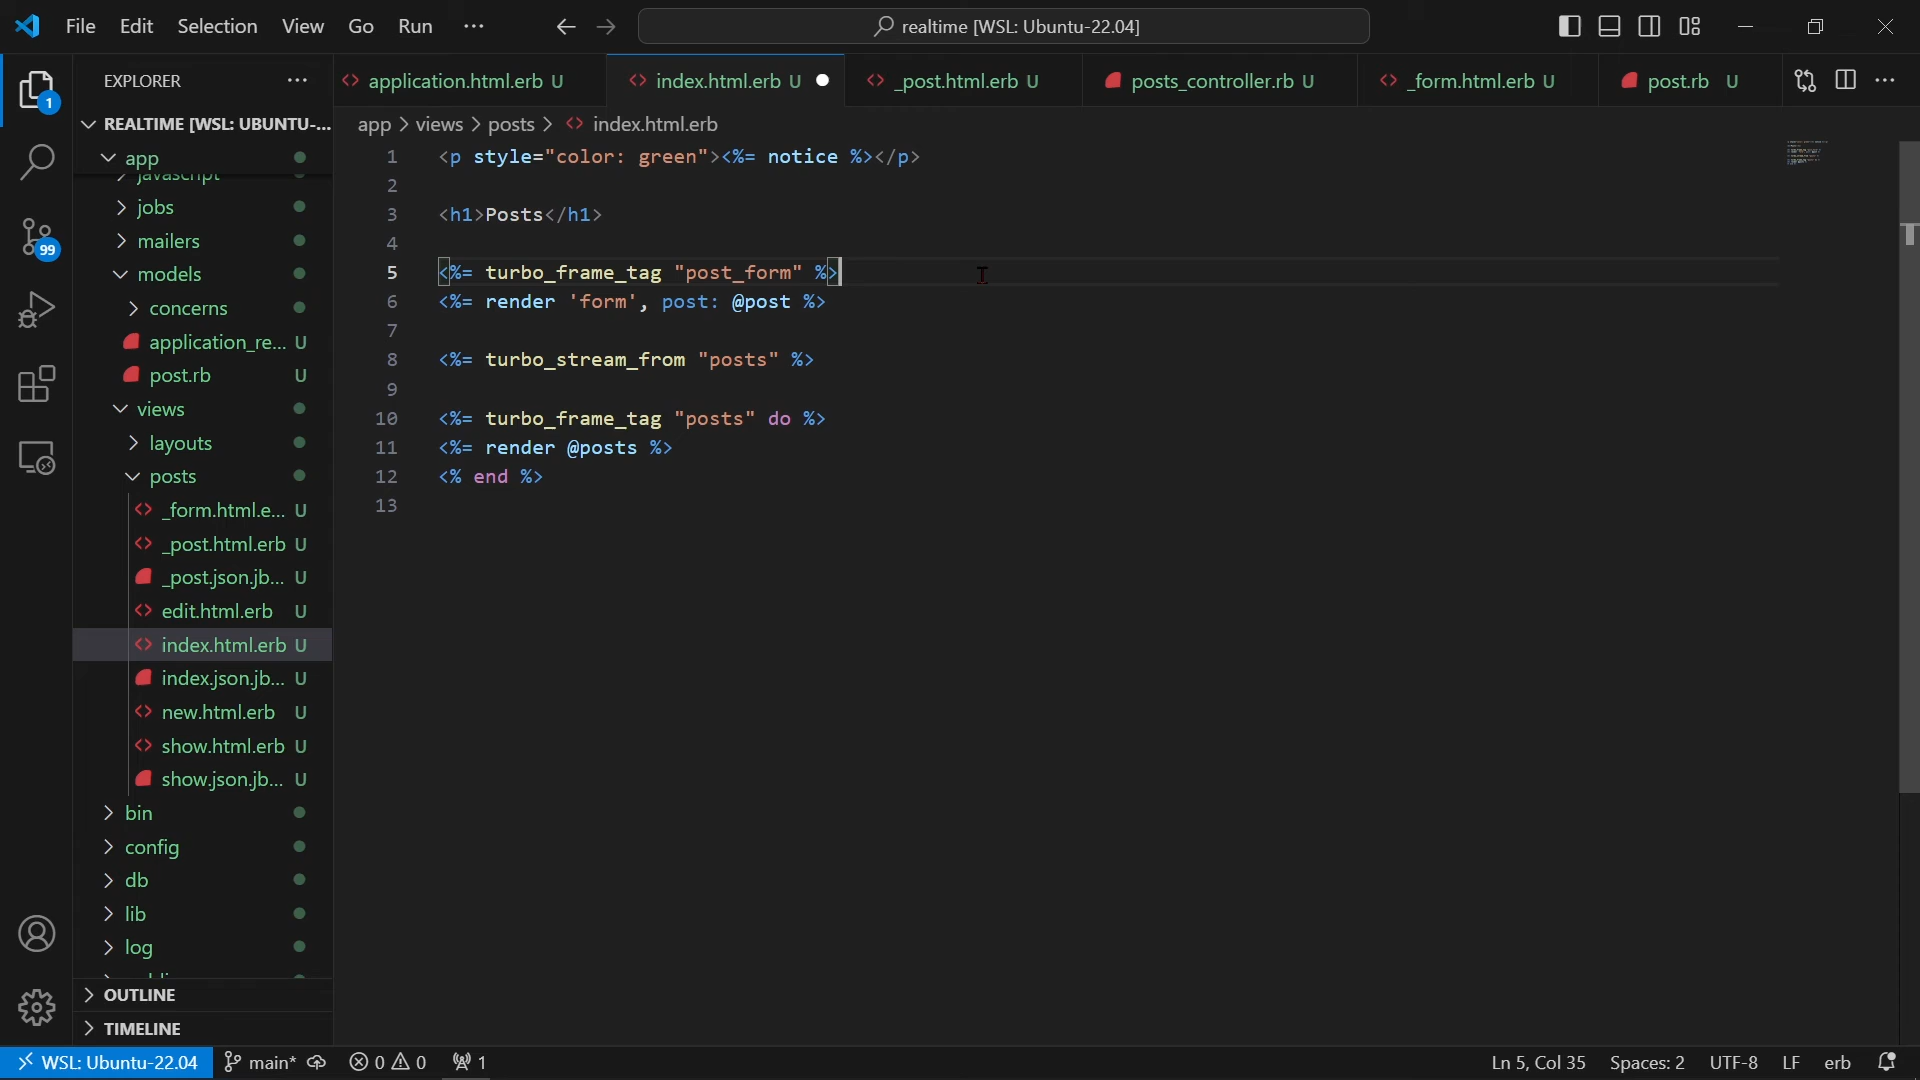 File Edit Selection View Go Run ···
realtime [WSL: Ubuntu-22.04]
EXPLORER
application.html.erb U
index.html.erb U
_post.html.erb U
posts_controller.rb U
_form.html.erb U
post.rb U
REALTIME [WSL: UBUNTU-...
app > views > posts > index.html.erb
app
javascript
jobs
mailers
models
concerns
application_re... U
post.rb U
views
layouts
posts
_form.html.e... U
_post.html.erb U
_post.json.jb... U
edit.html.erb U
index.html.erb U
index.json.jb... U
new.html.erb U
show.html.erb U
show.json.jb... U
bin
config
db
lib
log
OUTLINE
TIMELINE
1 <p style="color: green"><%= notice %></p>
2
3 <h1>Posts</h1>
4
5 <%= turbo_frame_tag "post_form" %>
6 <%= render 'form', post: @post %>
7
8 <%= turbo_stream_from "posts" %>
9
10 <%= turbo_frame_tag "posts" do %>
11 <%= render @posts %>
12 <% end %>
13
1
99
WSL: Ubuntu-22.04 main* 0 0 1
Ln 5, Col 35 Spaces: 2 UTF-8 LF erb